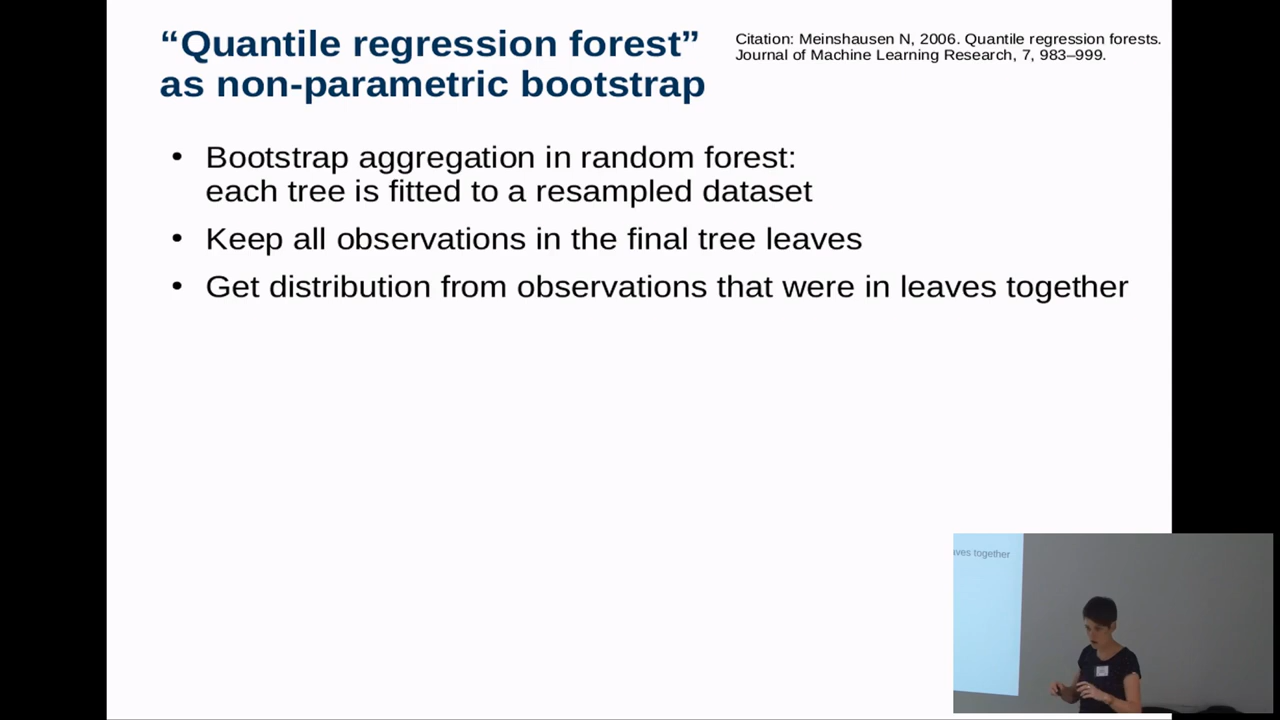 “Quantile regression forest”
as non-parametric bootstrap
Citation: Meinshausen N, 2006. Quantile regression forests.
Journal of Machine Learning Research, 7, 983–999.
• Bootstrap aggregation in random forest:
each tree is fitted to a resampled dataset
• Keep all observations in the final tree leaves
• Get distribution from observations that were in leaves together
aves together